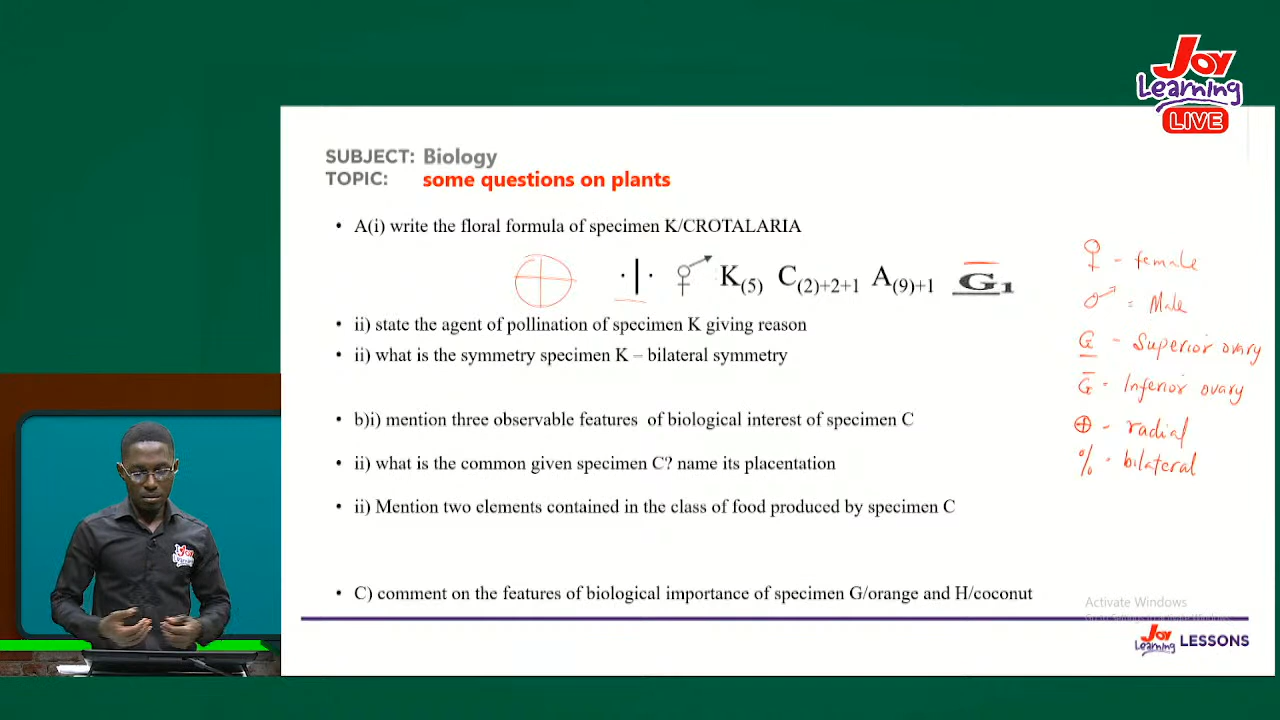 Joy
Learning
LIVE
SUBJECT: Biology
TOPIC: some questions on plants
• A(i) write the floral formula of specimen K/CROTALARIA
·|· ⚥ K(5) C(2)+2+1 A(9)+1 G1
• ii) state the agent of pollination of specimen K giving reason
• ii) what is the symmetry specimen K – bilateral symmetry
• b)i) mention three observable features of biological interest of specimen C
• ii) what is the common given specimen C? name its placentation
• ii) Mention two elements contained in the class of food produced by specimen C
• C) comment on the features of biological importance of specimen G/orange and H/coconut
♀ - female
♂ = Male
G - Superior ovary
G - Inferior ovary
⊕ - radial
% - bilateral
Activate Windows
Joy Learning LESSONS
Joy Learning